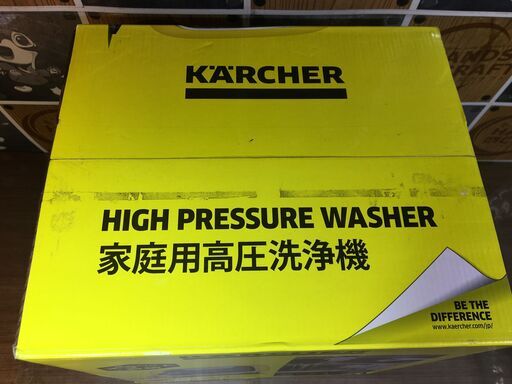 KÄRCHER
HIGH PRESSURE WASHER
家庭用高圧洗浄機
BE THE
DIFFERENCE
www.kaercher.com/jp/